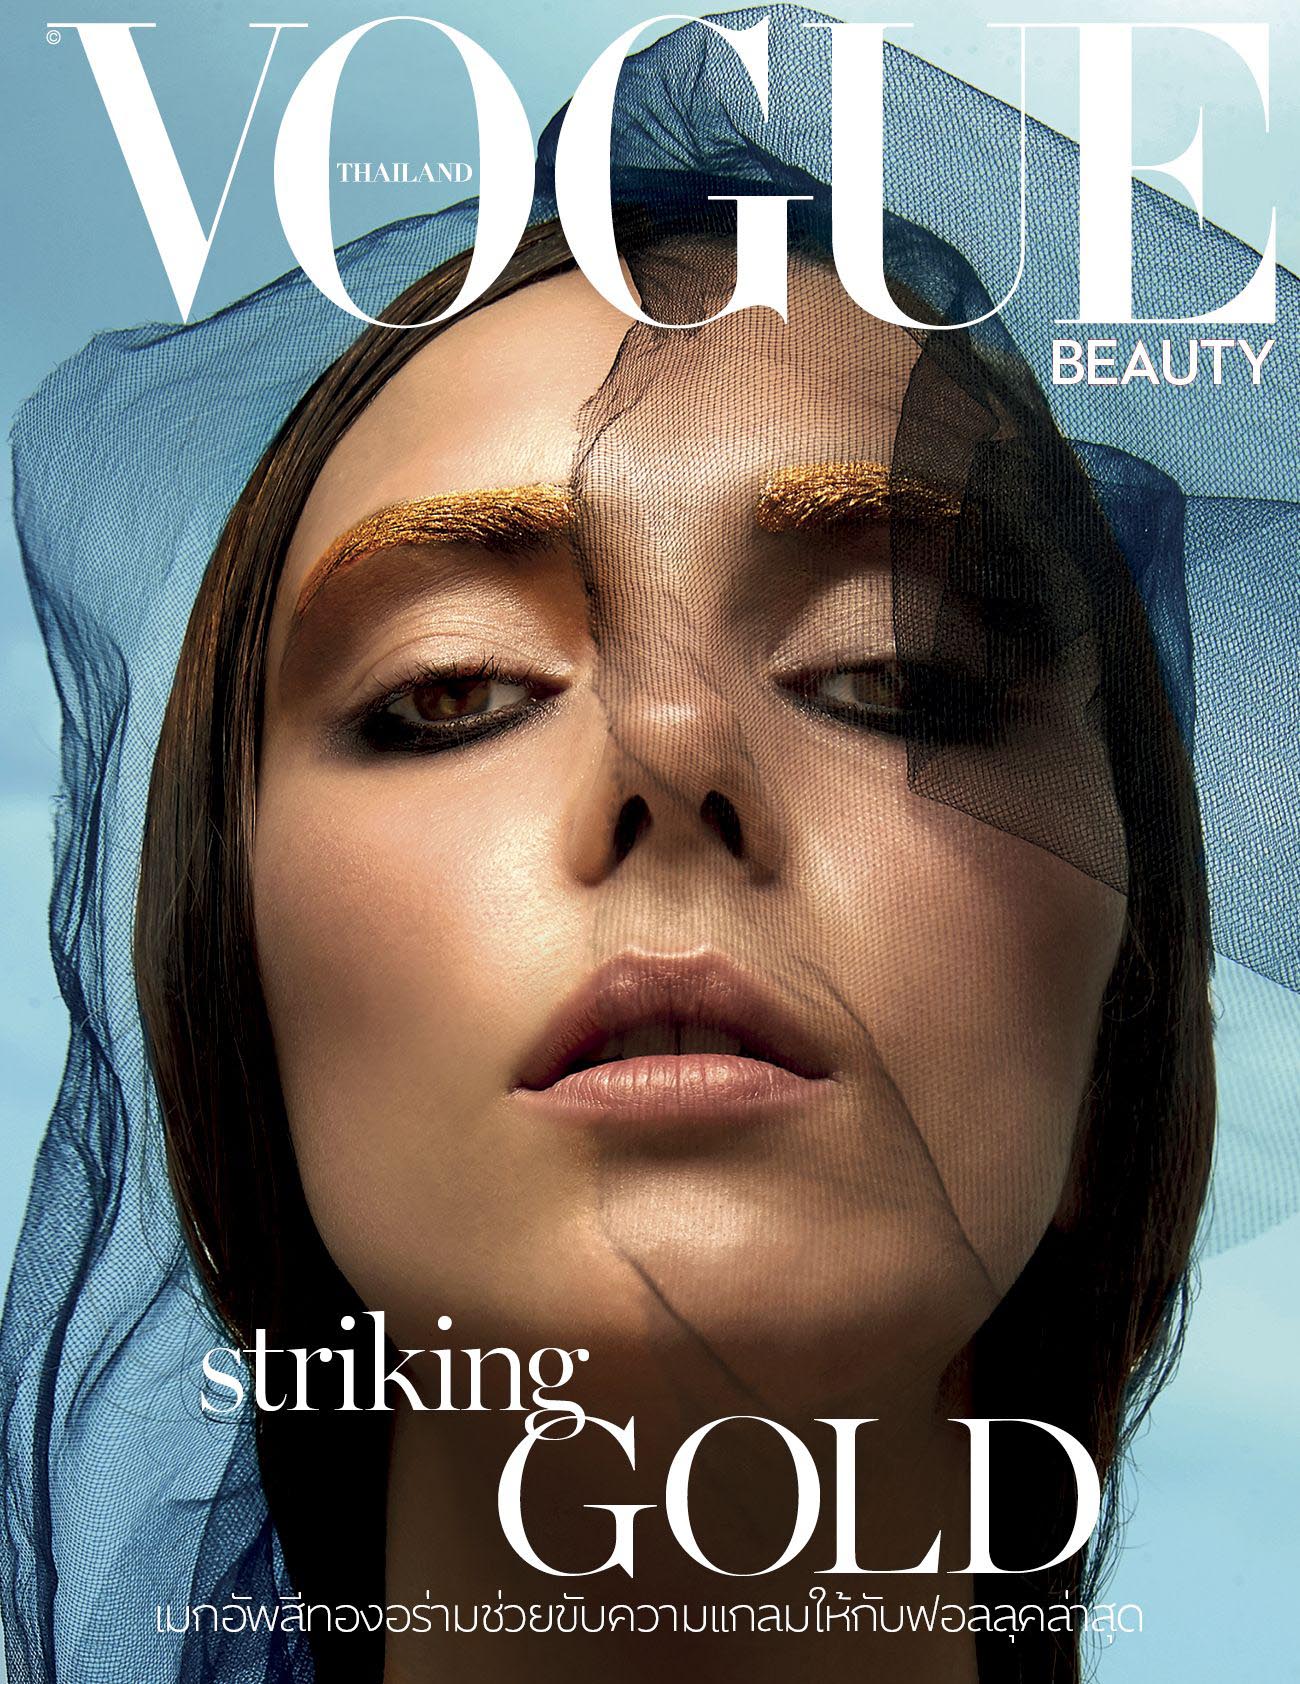 ©
VOGUE
THAILAND
BEAUTY
striking
GOLD
เมกอัพสีทองอร่ามช่วยขับความแกลมให้กับฟอลลุคล่าสุด